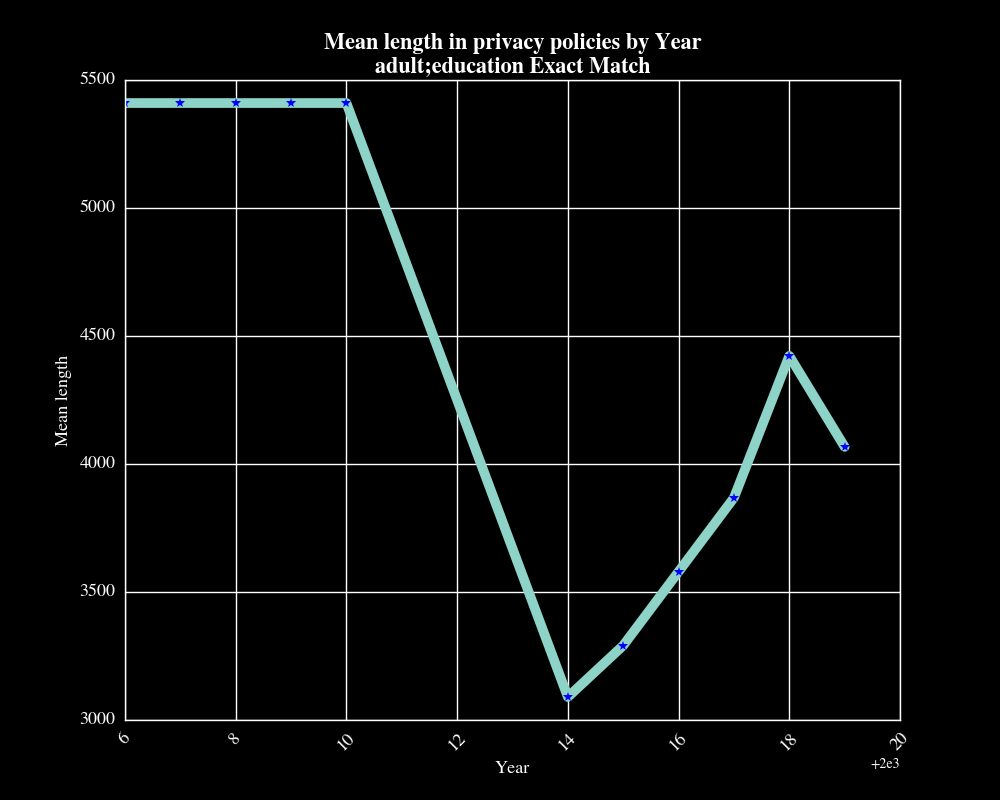 Mean length in privacy policies by Year
adult;education Exact Match
5500
5000
4500
4000
3500
3000
Mean length
6 8 10 12 14 16 18 20
Year
+2e3